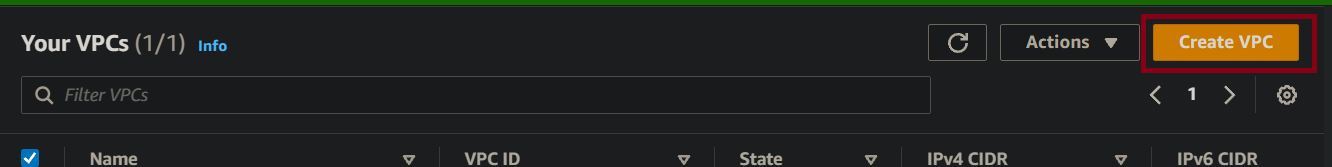 Your VPCs (1/1) Info Actions Create VPC
Filter VPCs 1
Name VPC ID State IPv4 CIDR IPv6 CIDR